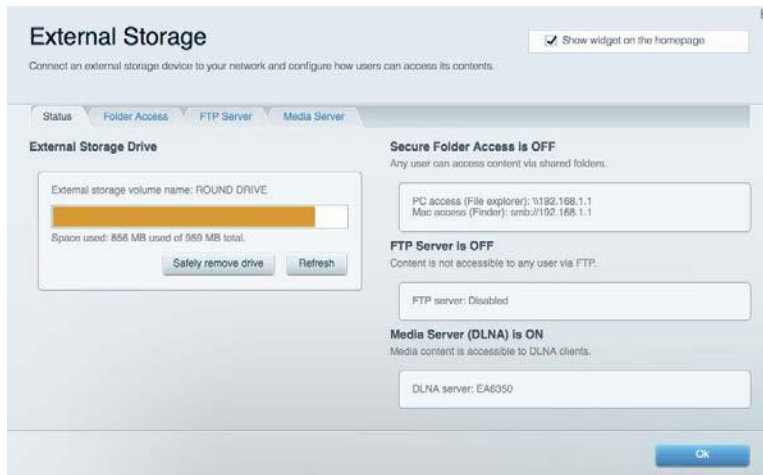 External Storage
Show widget on the homepage
Connect an external storage device to your network and configure how users can access its contents.
Status
Folder Access
FTP Server
Media Server
External Storage Drive
External storage volume name: ROUND DRIVE
Space used: 856 MB used of 959 MB total.
Safely remove drive
Refresh
Secure Folder Access is OFF
Any user can access content via shared folders.
PC access (File explorer): \\192.168.1.1
Mac access (Finder): smb://192.168.1.1
FTP Server is OFF
Content is not accessible to any user via FTP.
FTP server: Disabled
Media Server (DLNA) is ON
Media content is accessible to DLNA clients.
DLNA server: EA6350
Ok